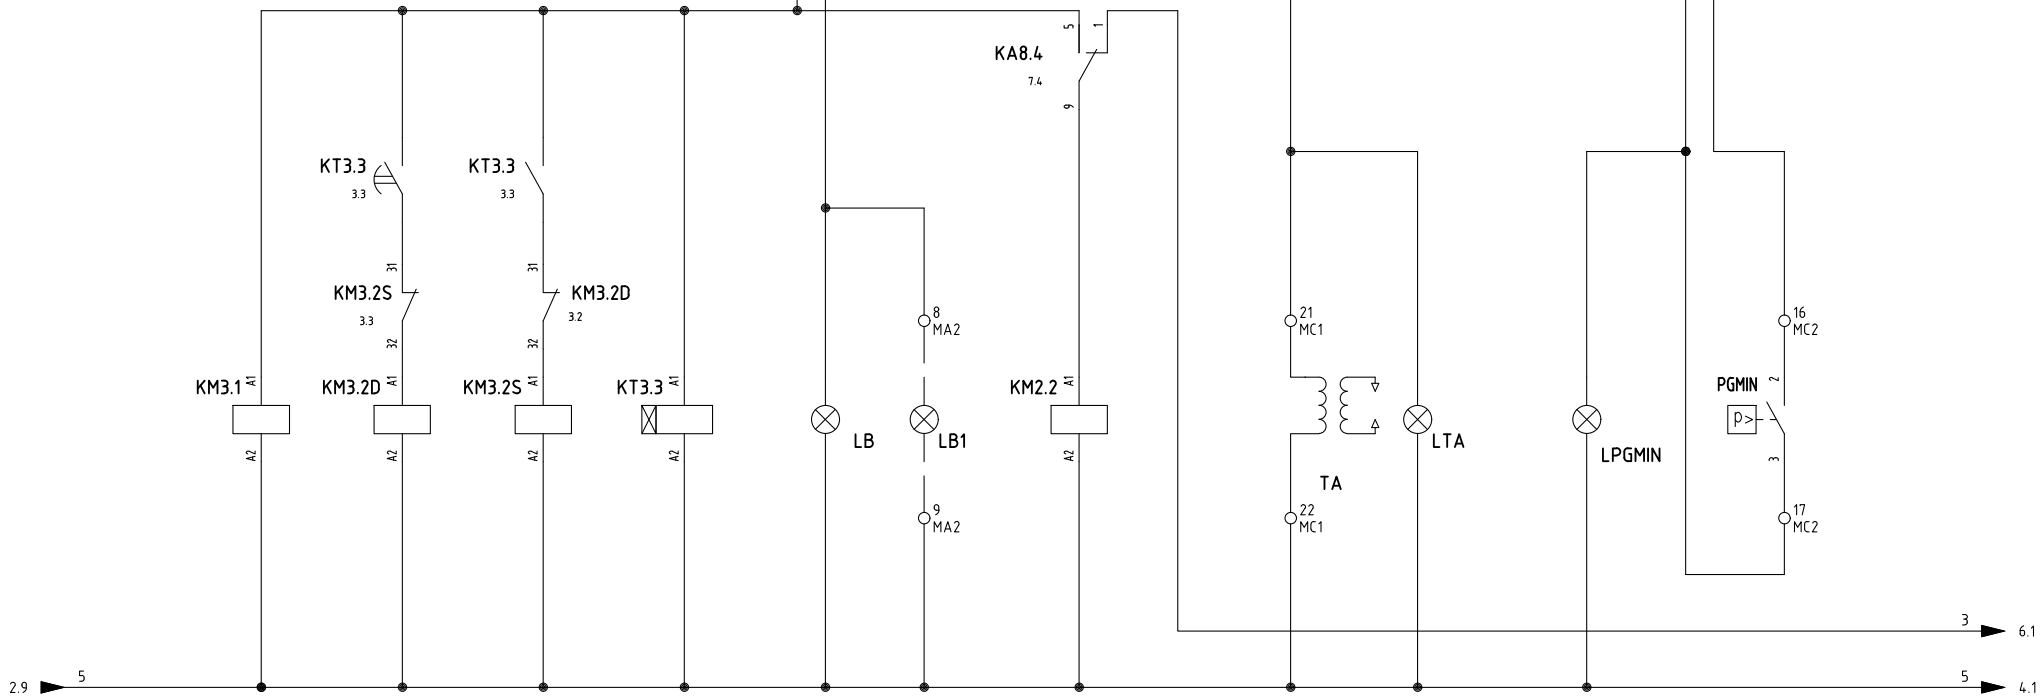 5
1
KA8.4
7.4
9
KT3.3
3.3
KT3.3
3.3
31
31
KM3.2S
3.3
KM3.2D
3.2
32
32
8
MA2
21
MC1
16
MC2
KM3.1
A1
KM3.2D
A1
KM3.2S
A1
KT3.3
A1
KM2.2
A1
PGMIN
2
P>
LB
LB1
LTA
LPGMIN
A2
A2
A2
A2
A2
3
TA
9
MA2
22
MC1
17
MC2
3
6.1
2.9
5
5
4.1